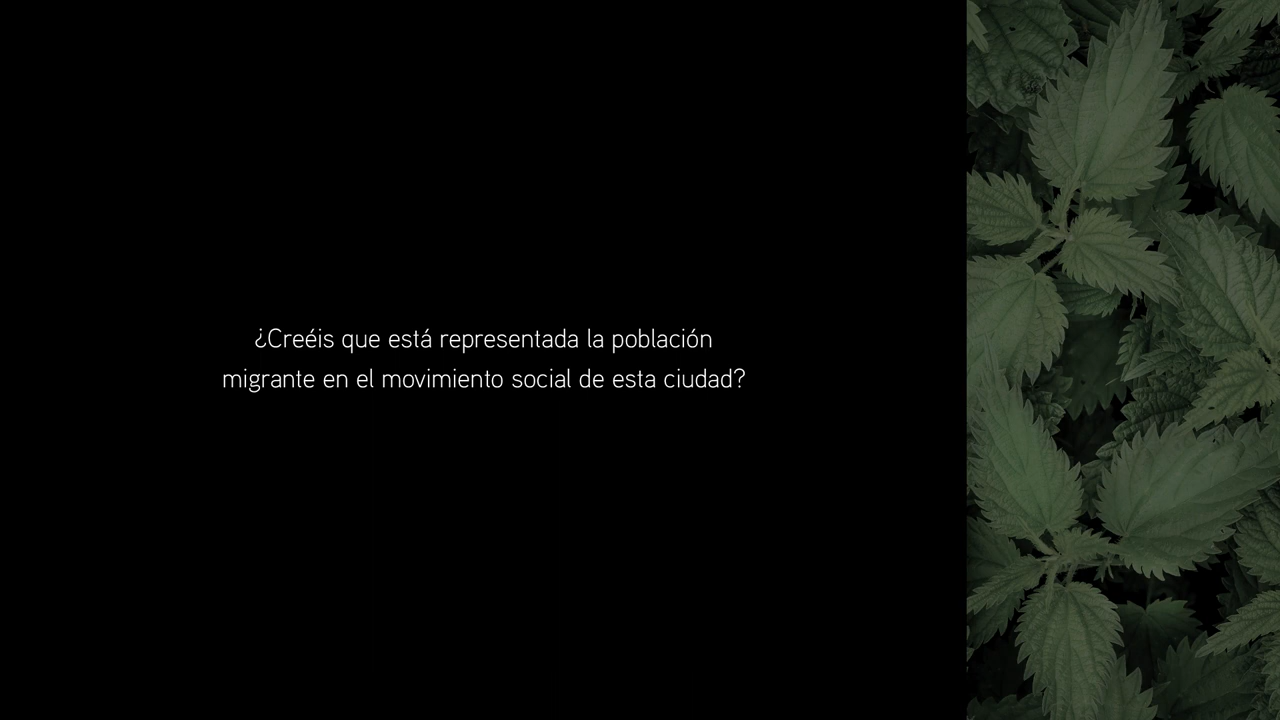 ¿Creéis que está representada la población
migrante en el movimiento social de esta ciudad?